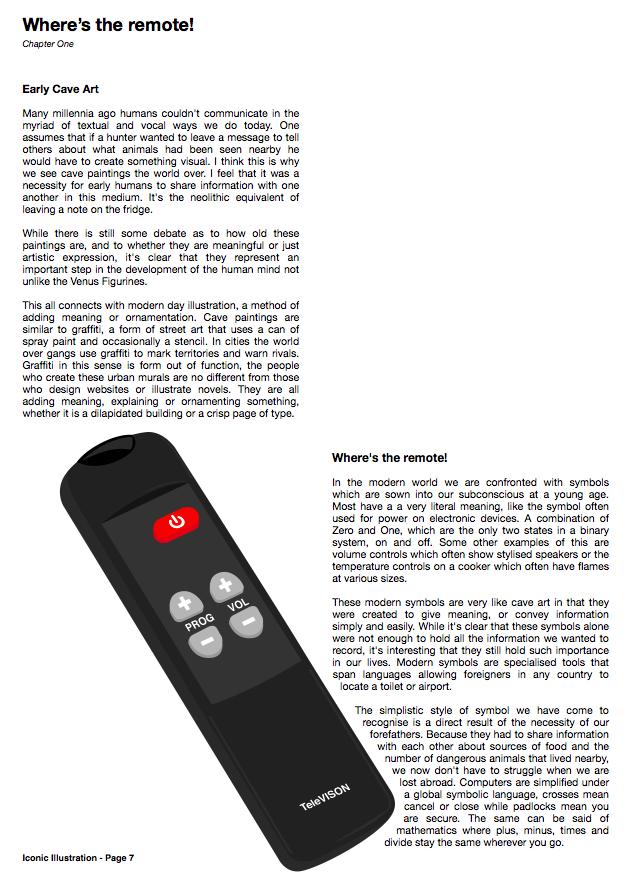 Where's the remote!
Chapter One
Early Cave Art
Many millennia ago humans couldn't communicate in the
myriad of textual and vocal ways we do today. One
assumes that if a hunter wanted to leave a message to tell
others about what animals had been seen nearby he
would have to create something visual. I think this is why
we see cave paintings the world over. I feel that it was a
necessity for early humans to share information with one
another in this medium. It's the neolithic equivalent of
leaving a note on the fridge.
While there is still some debate as to how old these
paintings are, and to whether they are meaningful or just
artistic expression, it's clear that they represent an
important step in the development of the human mind not
unlike the Venus Figurines.
This all connects with modern day illustration, a method of
adding meaning or ornamentation. Cave paintings are
similar to graffiti, a form of street art that uses a can of
spray paint and occasionally a stencil. In cities the world
over gangs use graffiti to mark territories and warn rivals.
Graffiti in this sense is form out of function, the people
who create these urban murals are no different from those
who design websites or illustrate novels. They are all
adding meaning, explaining or ornamenting something,
whether it is a dilapidated building or a crisp page of type.
PROG VOL
TeleVISON
Where's the remote!
In the modern world we are confronted with symbols
which are sown into our subconscious at a young age.
Most have a a very literal meaning, like the symbol often
used for power on electronic devices. A combination of
Zero and One, which are the only two states in a binary
system, on and off. Some other examples of this are
volume controls which often show stylised speakers or the
temperature controls on a cooker which often have flames
at various sizes.
These modern symbols are very like cave art in that they
were created to give meaning, or convey information
simply and easily. While it's clear that these symbols alone
were not enough to hold all the information we wanted to
record, it's interesting that they still hold such importance
in our lives. Modern symbols are specialised tools that
span languages allowing foreigners in any country to
locate a toilet or airport.
The simplistic style of symbol we have come to
recognise is a direct result of the necessity of our
forefathers. Because they had to share information
with each other about sources of food and the
number of dangerous animals that lived nearby,
we now don't have to struggle when we are
lost abroad. Computers are simplified under
a global symbolic language, crosses mean
cancel or close while padlocks mean you
are secure. The same can be said of
mathematics where plus, minus, times and
divide stay the same wherever you go.
Iconic Illustration - Page 7